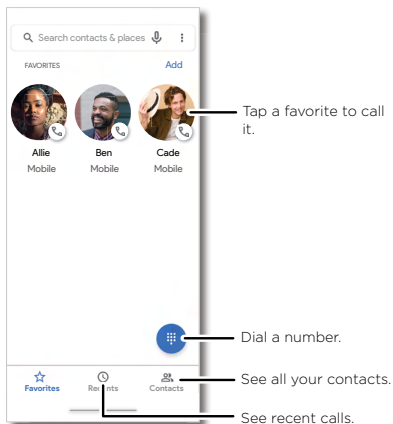 Search contacts & places
FAVORITES Add
Allie Ben Cade
Mobile Mobile Mobile
Tap a favorite to call
it.
Dial a number.
Favorites Recents Contacts
See all your contacts.
See recent calls.